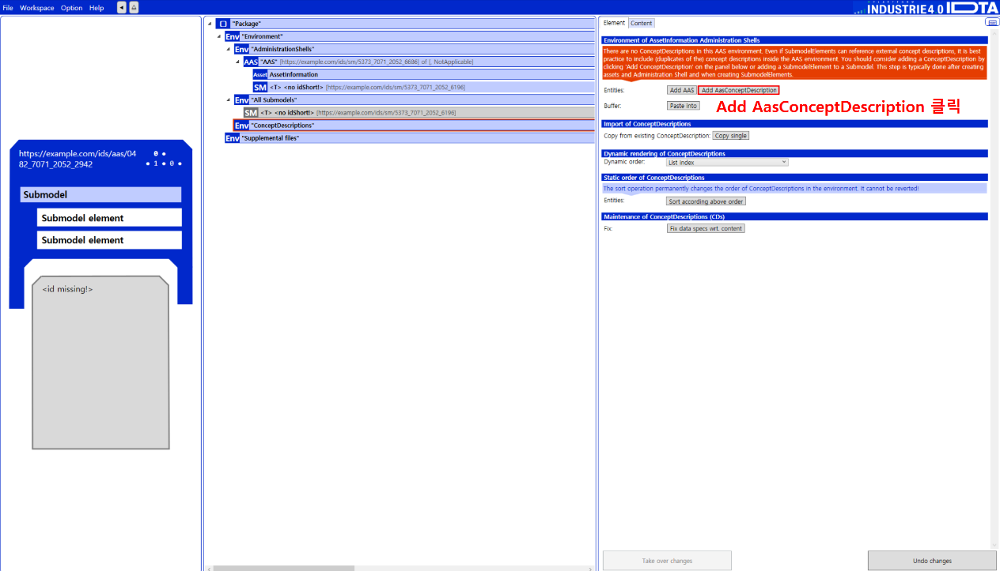 File Workspace Option Help
PLATTFORM
INDUSTRIE4.0 IDTA
https://example.com/ids/aas/04
82_7071_2052_2942
0
1 0
Submodel
Submodel element
Submodel element
<id missing!>
"Package"
Env "Environment"
Env "AdministrationShells"
AAS "AAS" [https://example.com/ids/sm/5373_7071_2052_6686] of [, NotApplicable]
Asset AssetInformation
SM <T> <no idShort!> [https://example.com/ids/sm/5373_7071_2052_6196]
Env "All Submodels"
SM <T> <no idShort!> [https://example.com/ids/sm/5373_7071_2052_6196]
Env "ConceptDescriptions"
Env "Supplemental files"
Element Content
Environment of AssetInformation Administration Shells
There are no ConceptDescriptions in this AAS environment. Even if SubmodelElements can reference external concept descriptions, it is best
practice to include (duplicates of the) concept descriptions inside the AAS environment. You should consider adding a ConceptDescription by
clicking 'Add ConceptDescription' on the panel below or adding a SubmodelElement to a Submodel. This step is typically done after creating
assets and Administration Shell and when creating SubmodelElements.
Entities: Add AAS Add AasConceptDescription
Buffer: Paste into
Add AasConceptDescription 클릭
Import of ConceptDescriptions
Copy from existing ConceptDescription: Copy single
Dynamic rendering of ConceptDescriptions
Dynamic order: List Index
Static order of ConceptDescriptions
The sort operation permanently changes the order of ConceptDescriptions in the environment. It cannot be reverted!
Entities: Sort according above order
Maintenance of ConceptDescriptions (CDs)
Fix: Fix data specs wrt. content
Take over changes Undo changes